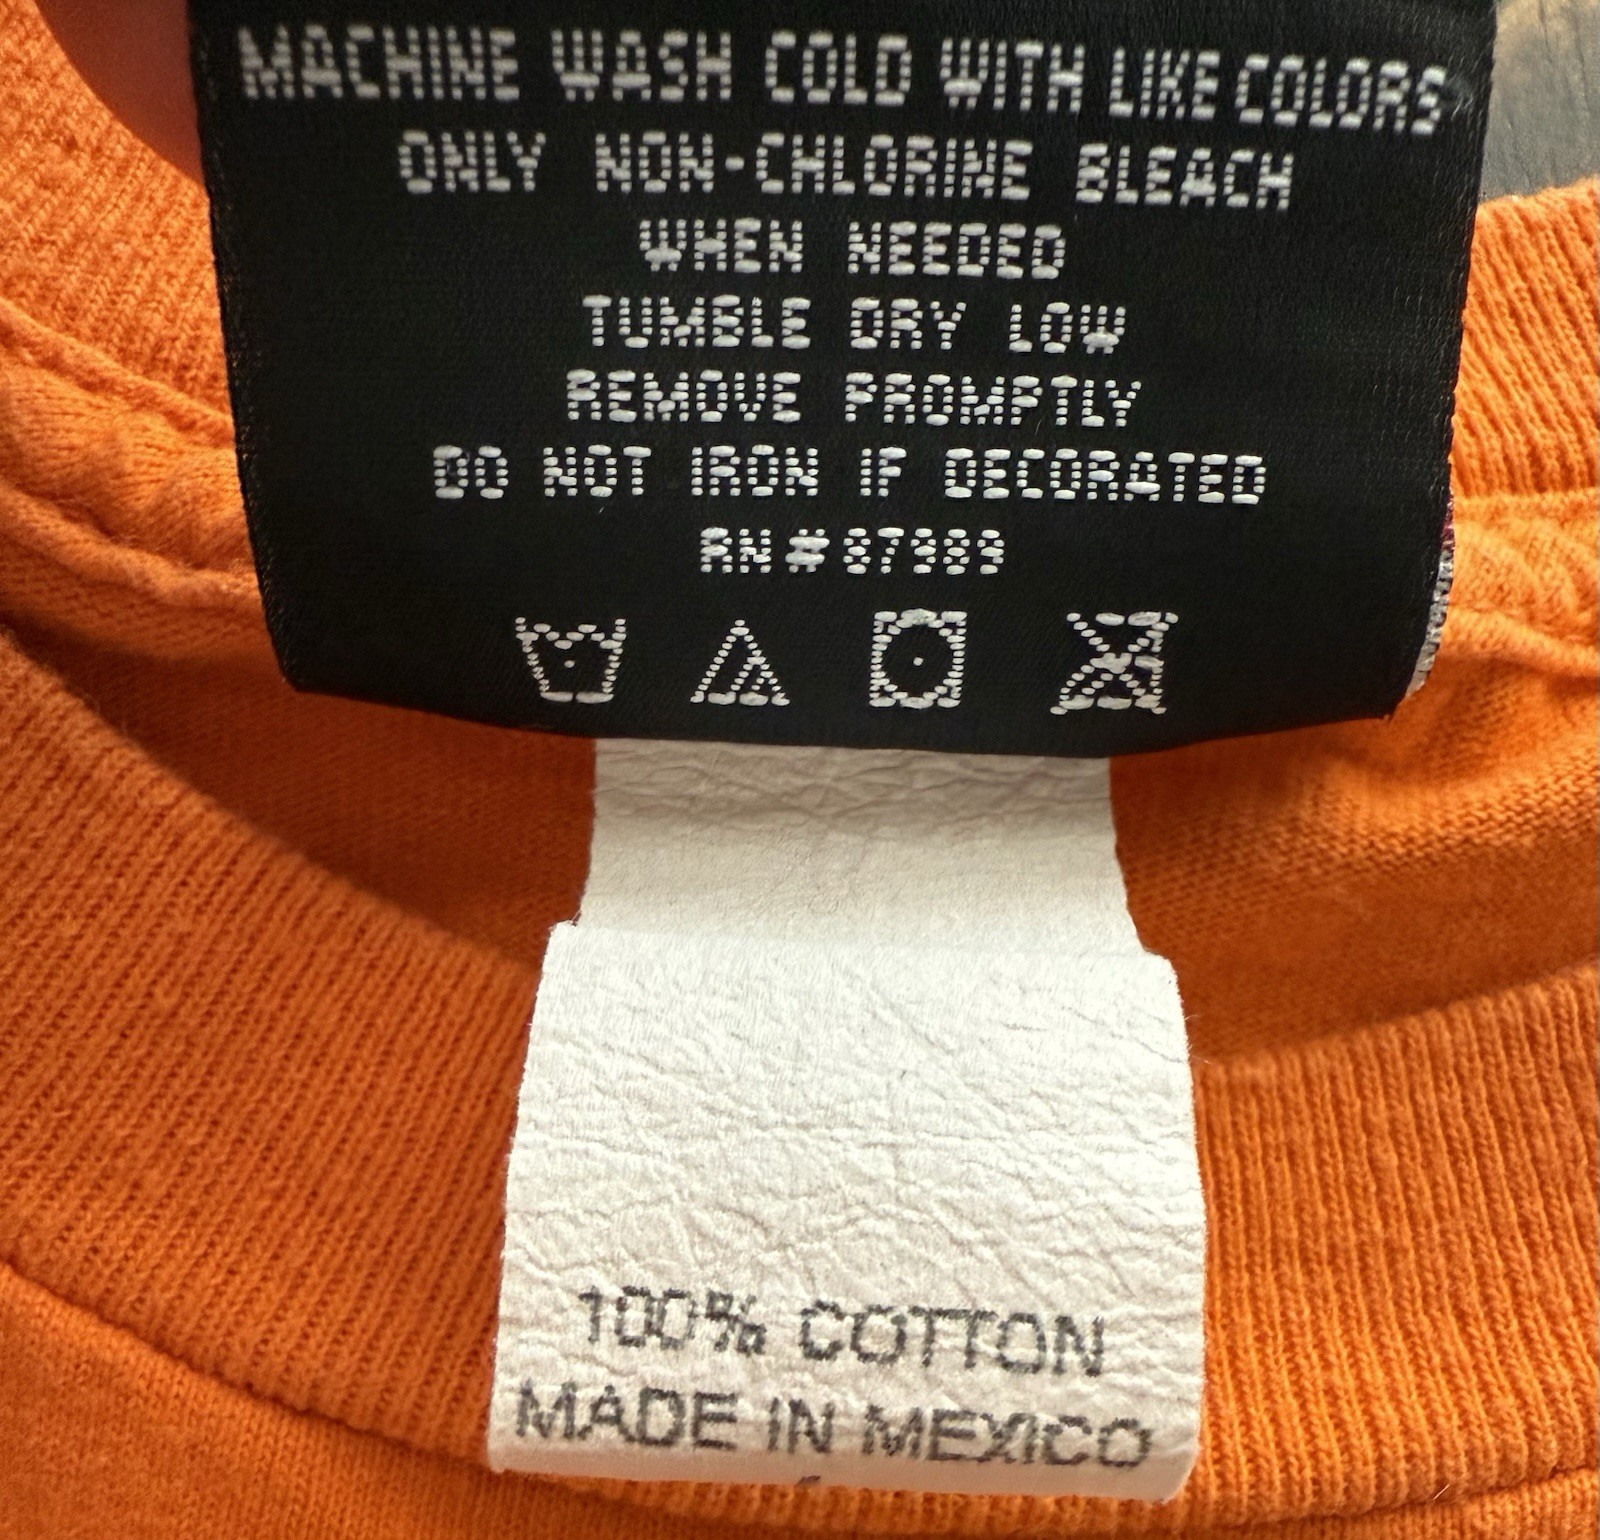 MACHINE WASH COLD WITH LIKE COLORS
ONLY NON-CHLORINE BLEACH
WHEN NEEDED
TUMBLE DRY LOW
REMOVE PROMPTLY
DO NOT IRON IF DECORATED
RN#87989
100% COTTON
MADE IN MEXICO